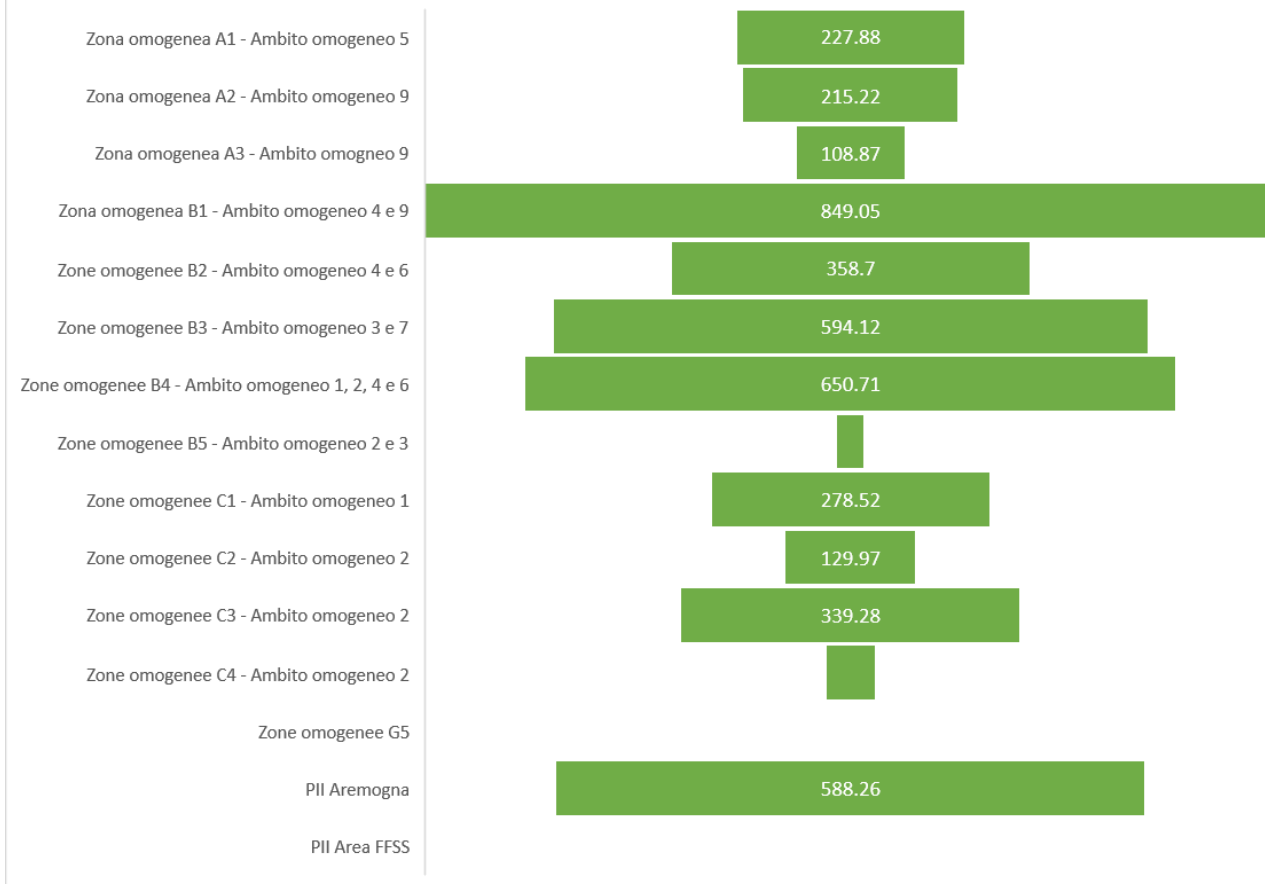 Zona omogenea A1 - Ambito omogeneo 5 227.88
Zona omogenea A2 - Ambito omogeneo 9 215.22
Zona omogenea A3 - Ambito omogneo 9 108.87
Zona omogenea B1 - Ambito omogeneo 4 e 9 849.05
Zone omogenee B2 - Ambito omogeneo 4 e 6 358.7
Zone omogenee B3 - Ambito omogeneo 3 e 7 594.12
Zone omogenee B4 - Ambito omogeneo 1, 2, 4 e 6 650.71
Zone omogenee B5 - Ambito omogeneo 2 e 3
Zone omogenee C1 - Ambito omogeneo 1 278.52
Zone omogenee C2 - Ambito omogeneo 2 129.97
Zone omogenee C3 - Ambito omogeneo 2 339.28
Zone omogenee C4 - Ambito omogeneo 2
Zone omogenee G5
PII Aremogna 588.26
PII Area FFSS